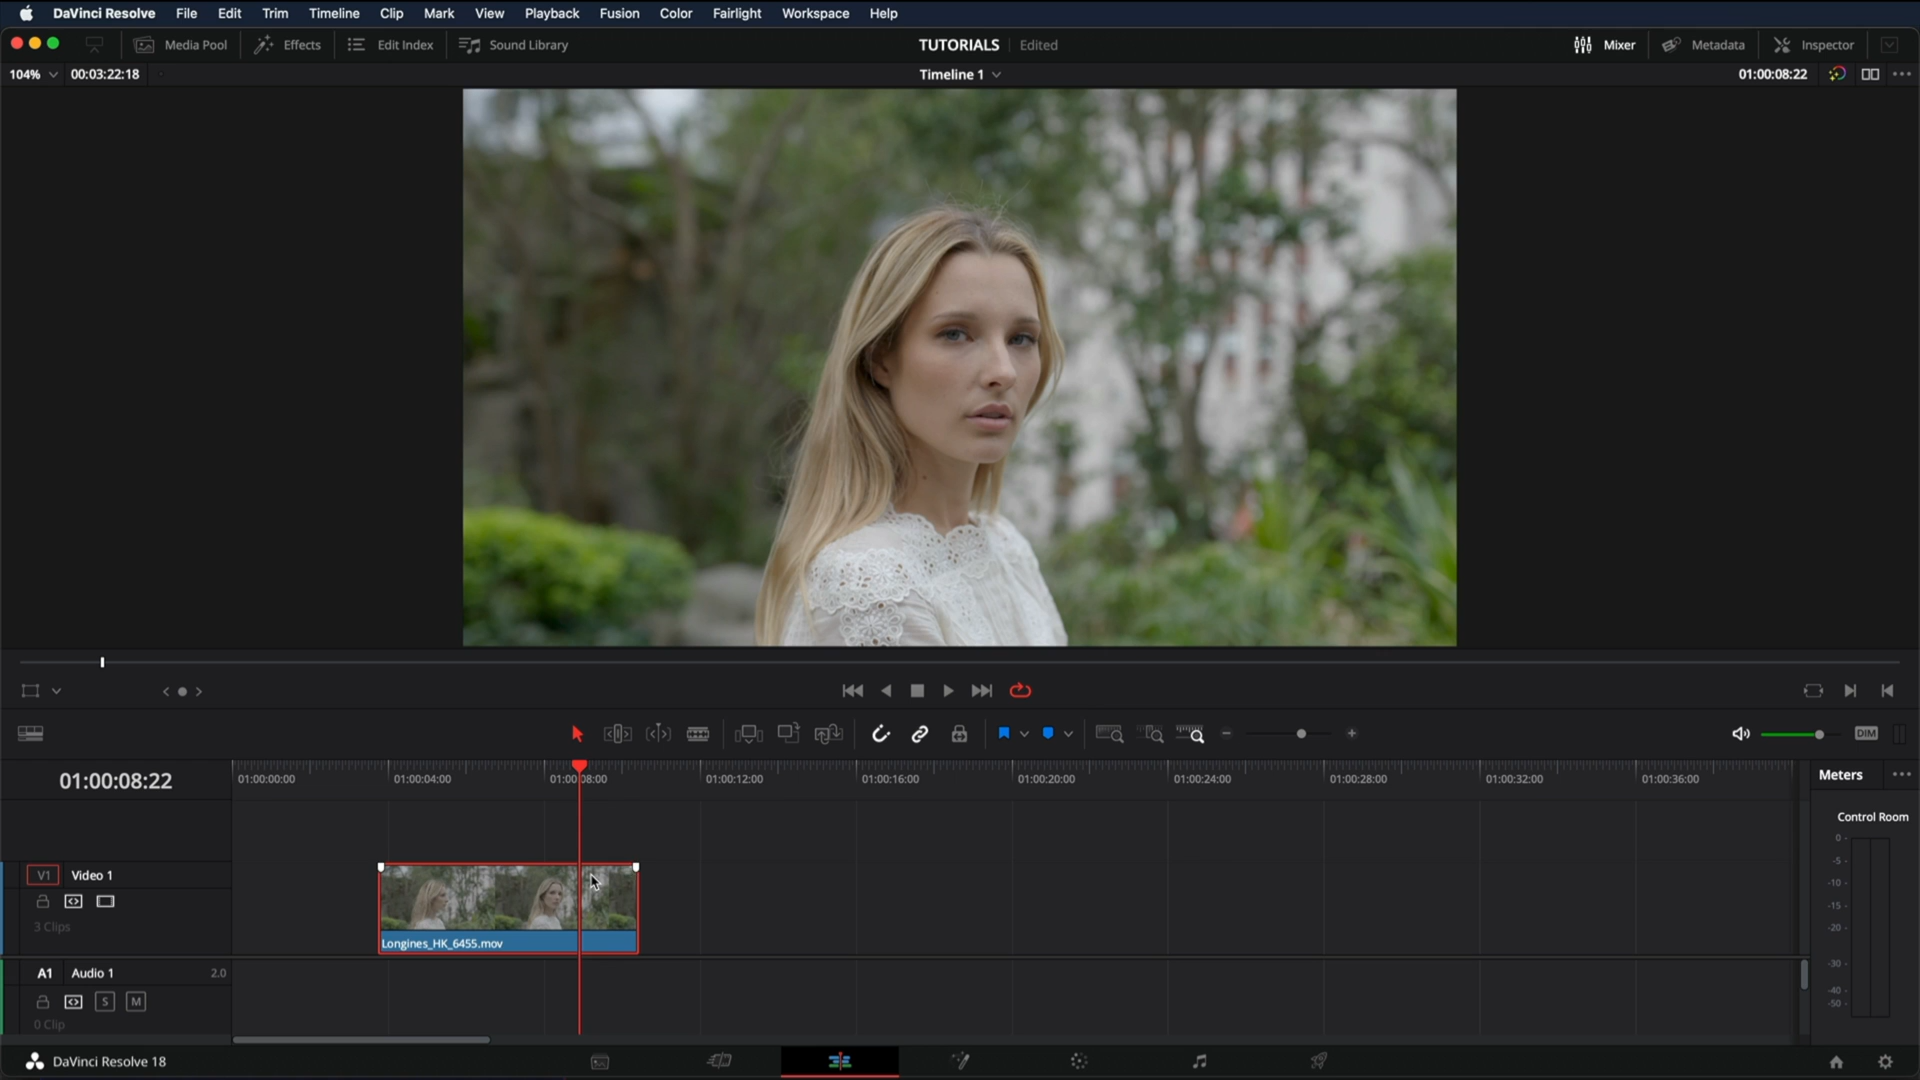 DaVinci Resolve File Edit Trim Timeline Clip Mark View Playback Fusion Color Fairlight Workspace Help
Media Pool Effects Edit Index Sound Library TUTORIALS Edited Mixer Metadata Inspector
104% 00:03:22:18 Timeline 1 01:00:08:22
DIM
01:00:08:22 01:00:00:00 01:00:04:00 01:00:08:00 01:00:12:00 01:00:16:00 01:00:20:00 01:00:24:00 01:00:28:00 01:00:32:00 01:00:36:00 Meters
Control Room
0
-5
-10
-15
-20
-30
-40
-50
V1 Video 1
3 Clips
Longines_HK_6455.mov
A1 Audio 1 2.0
S M
0 Clip
DaVinci Resolve 18